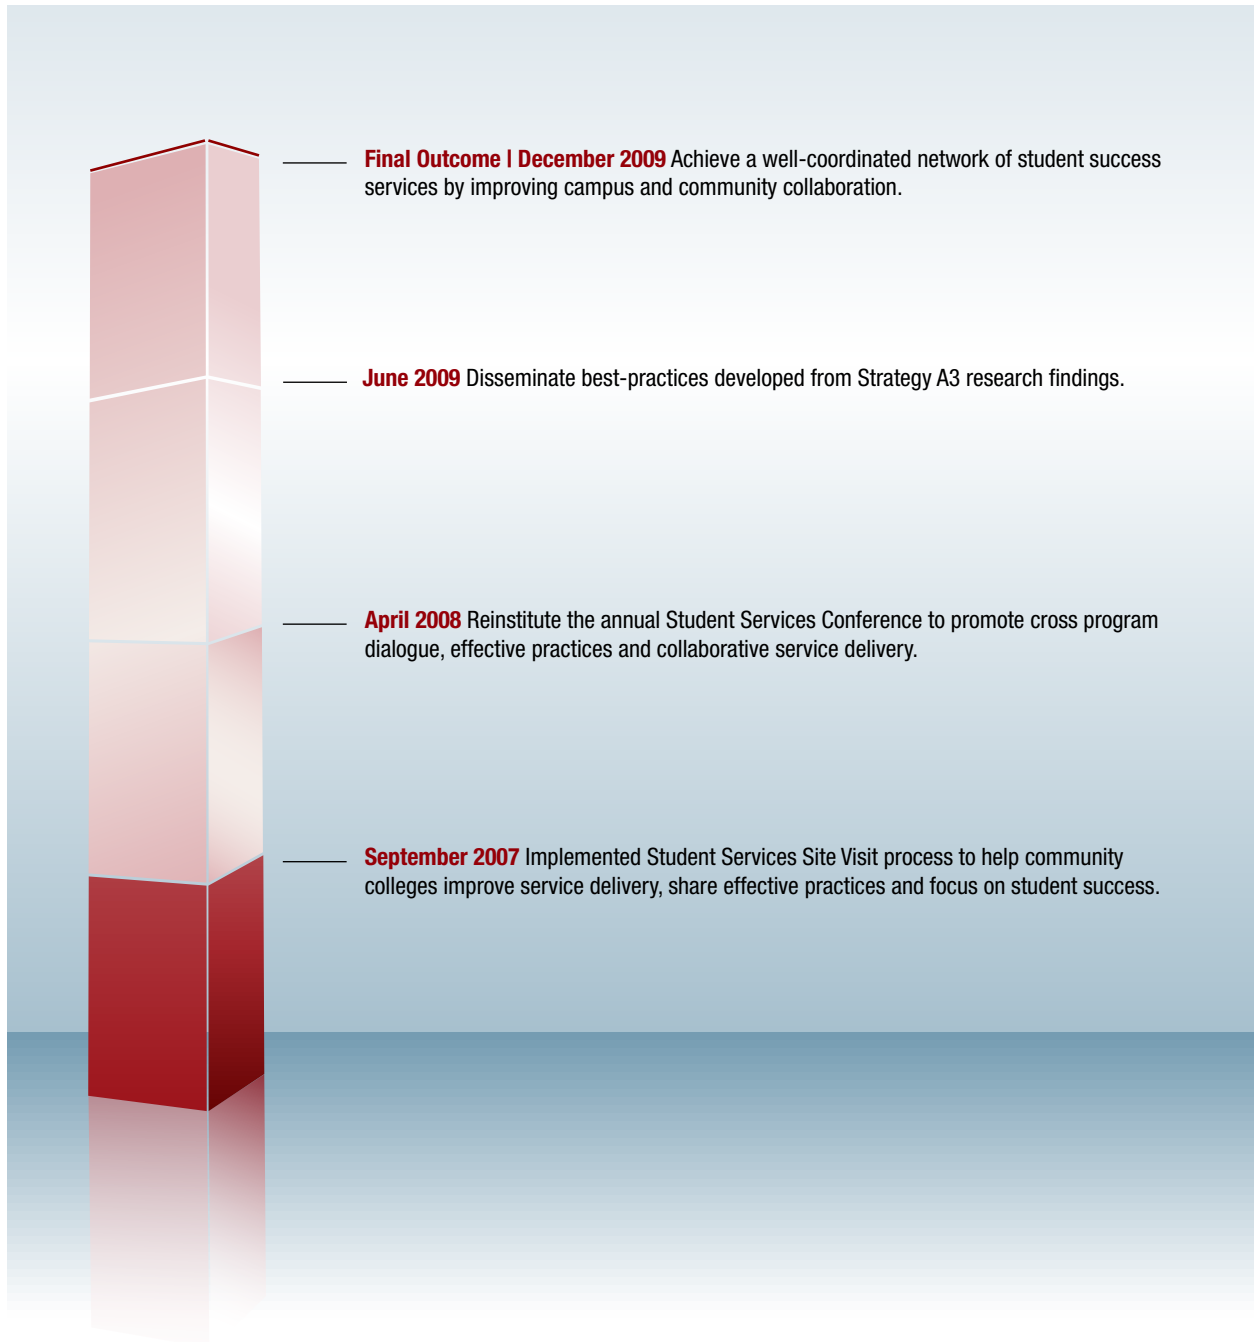 Final Outcome | December 2009 Achieve a well-coordinated network of student success
services by improving campus and community collaboration.
June 2009 Disseminate best-practices developed from Strategy A3 research findings.
April 2008 Reinstitute the annual Student Services Conference to promote cross program
dialogue, effective practices and collaborative service delivery.
September 2007 Implemented Student Services Site Visit process to help community
colleges improve service delivery, share effective practices and focus on student success.